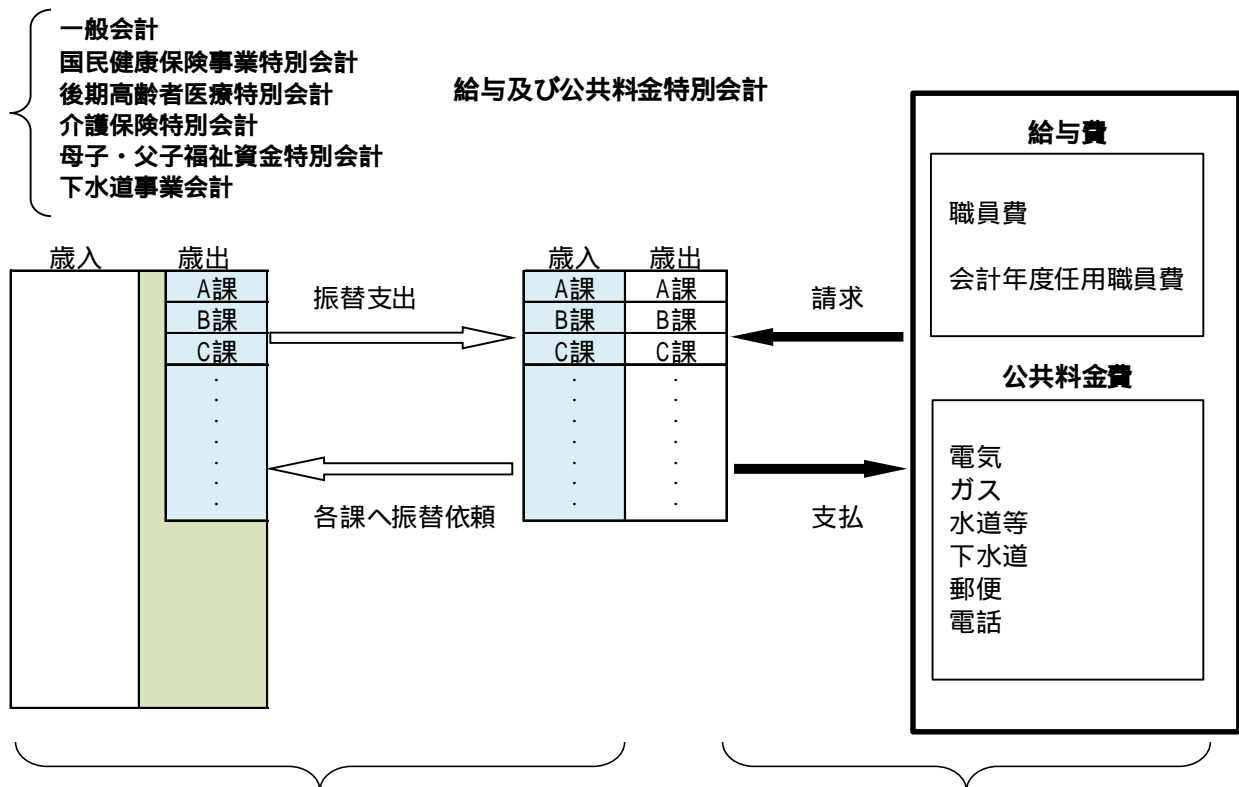 一般会計
国民健康保険事業特別会計
後期高齢者医療特別会計
介護保険特別会計
母子・父子福祉資金特別会計
下水道事業会計
給与及び公共料金特別会計
歳入 歳出
A課
B課
C課
振替支出
各課へ振替依頼
歳入 歳出
A課 A課
B課 B課
C課 C課
請求
支払
給与費
職員費
会計年度任用職員費
公共料金費
電気
ガス
水道等
下水道
郵便
電話